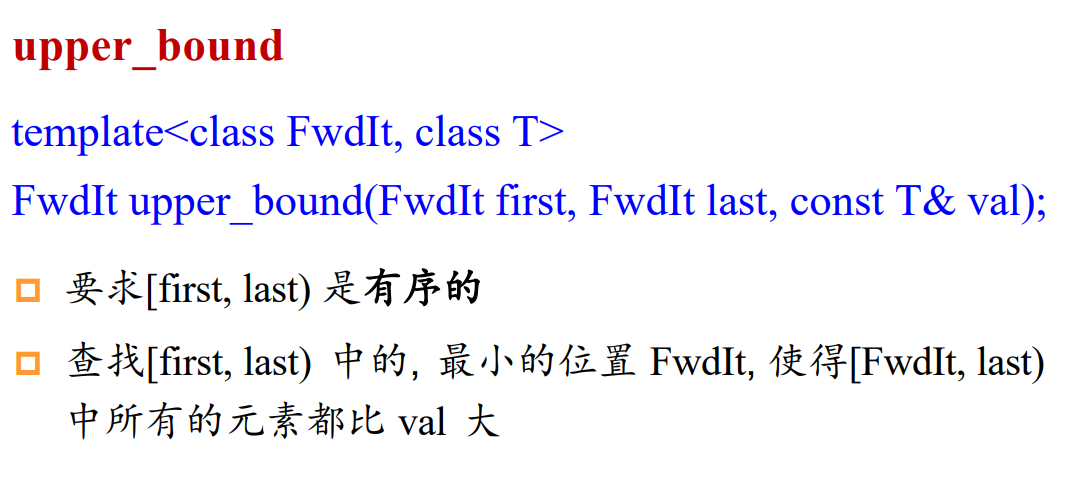 upper_bound
template<class FwdIt, class T>
FwdIt upper_bound(FwdIt first, FwdIt last, const T& val);
要求[first, last) 是有序的
查找[first, last) 中的, 最小的位置 FwdIt, 使得[FwdIt, last)
中所有的元素都比 val 大